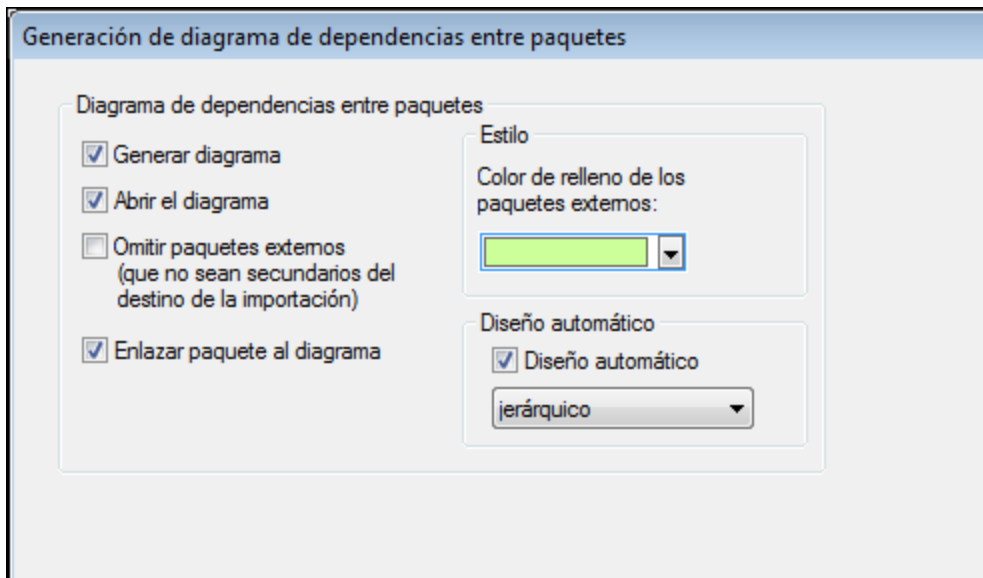 Generación de diagrama de dependencias entre paquetes
Diagrama de dependencias entre paquetes
Generar diagrama
Abrir el diagrama
Omitir paquetes externos
(que no sean secundarios del
destino de la importación)
Enlazar paquete al diagrama
Estilo
Color de relleno de los
paquetes externos:
Diseño automático
Diseño automático
jerárquico